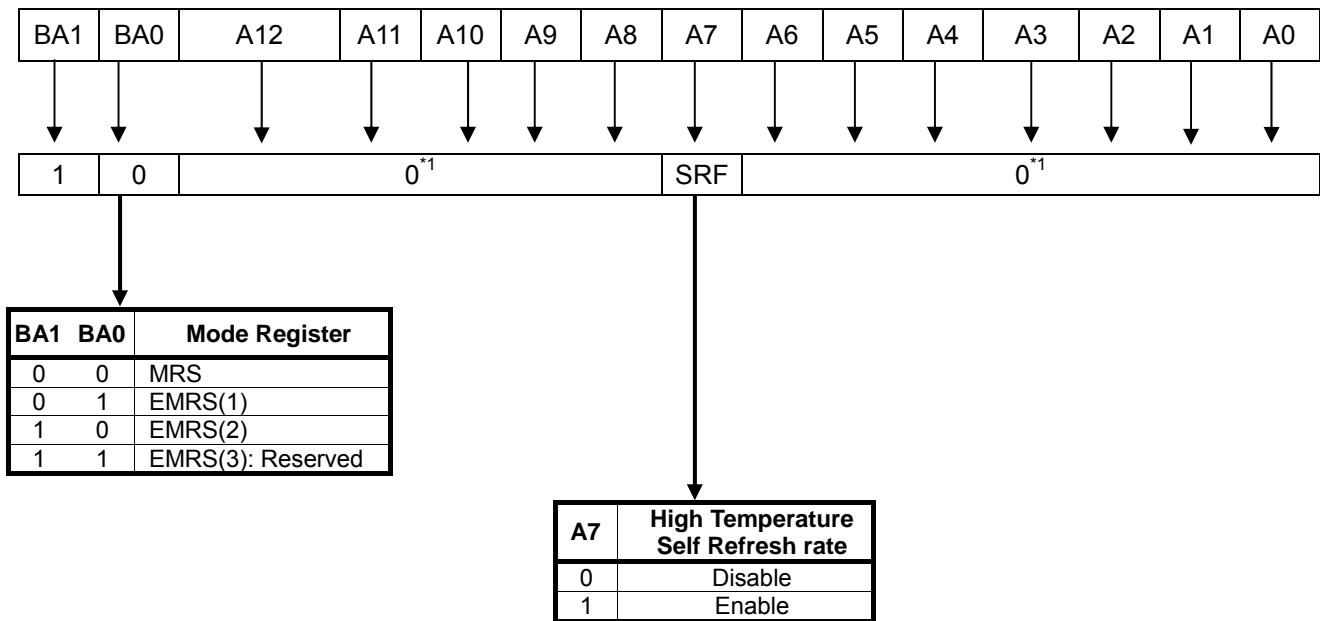 BA1 BA0 A12 A11 A10 A9 A8 A7 A6 A5 A4 A3 A2 A1 A0
1 0 0*1 SRF 0*1
BA1 BA0 Mode Register
0 0 MRS
0 1 EMRS(1)
1 0 EMRS(2)
1 1 EMRS(3): Reserved
A7 High Temperature
Self Refresh rate
0 Disable
1 Enable